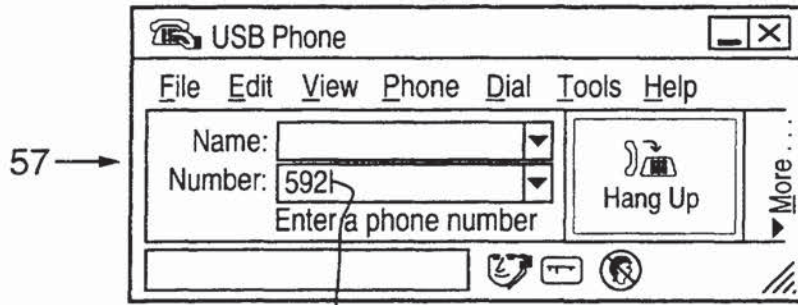 USB Phone
File Edit View Phone Dial Tools Help
57
Name:
Number: 592
Enter a phone number
Hang Up
More...